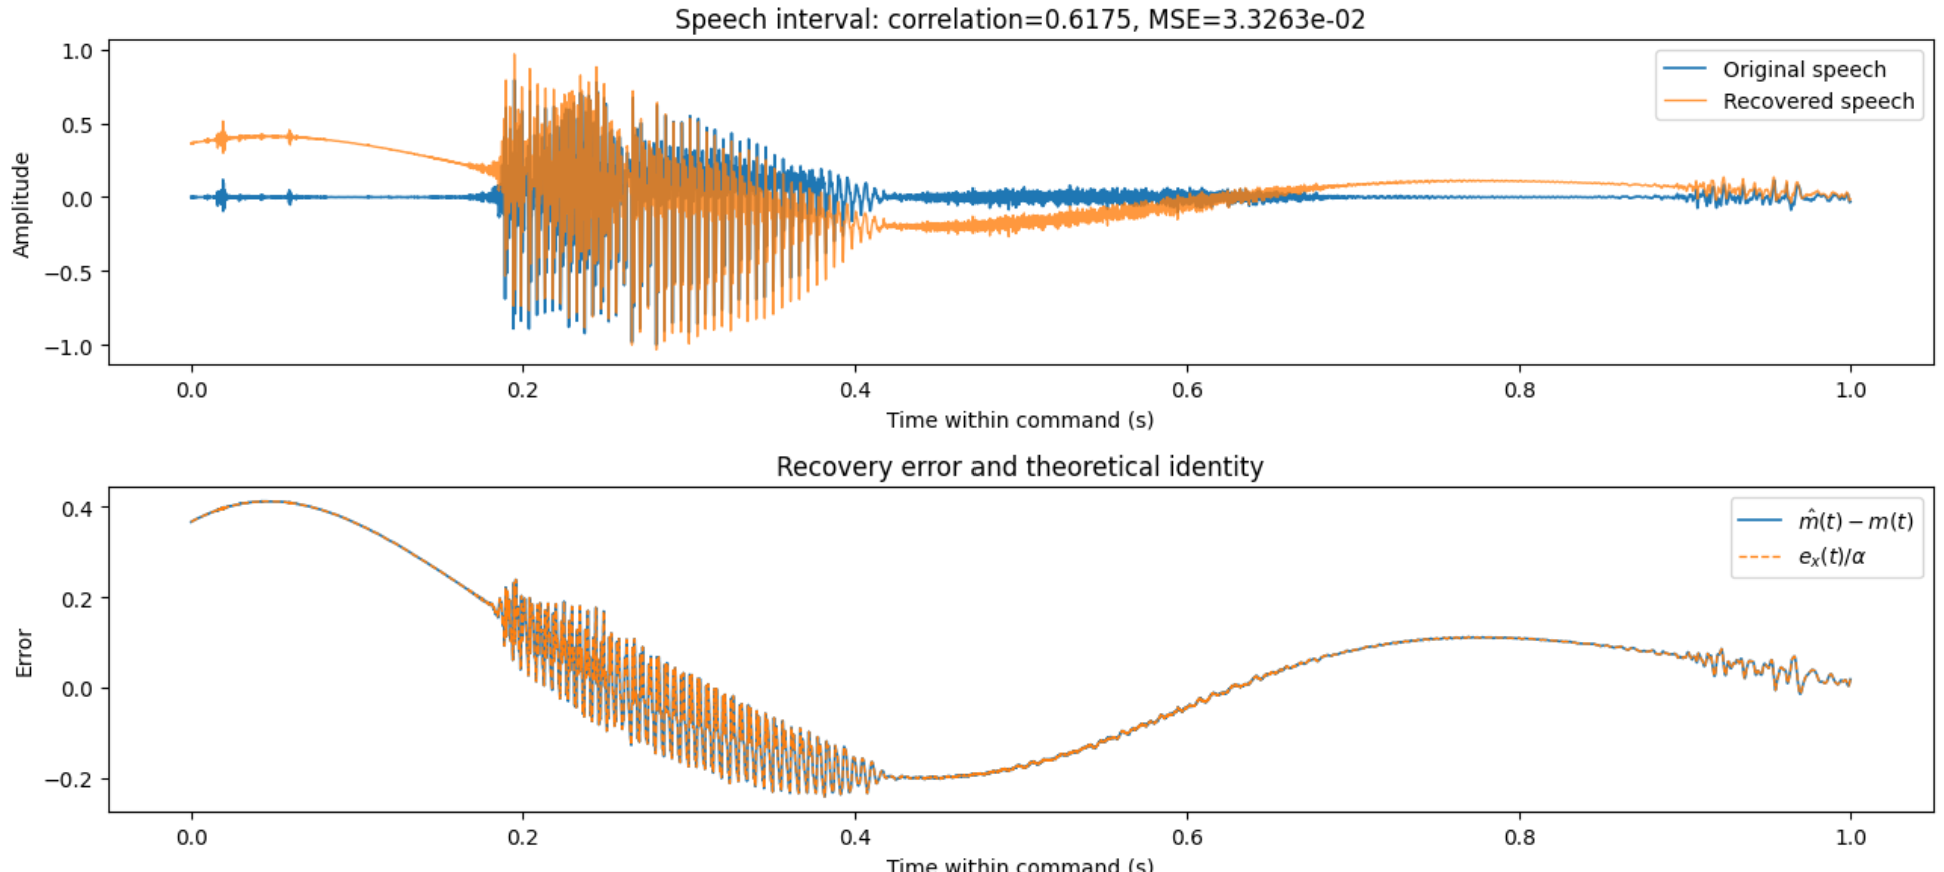 Speech interval: correlation=0.6175, MSE=3.3263e-02
1.0
0.5
0.0
−0.5
−1.0
Amplitude
Original speech
Recovered speech
0.0 0.2 0.4 0.6 0.8 1.0
Time within command (s)
Recovery error and theoretical identity
0.4
0.2
0.0
−0.2
Error
m̂(t) − m(t)
eₓ(t)/α
0.0 0.2 0.4 0.6 0.8 1.0
Time within command (s)